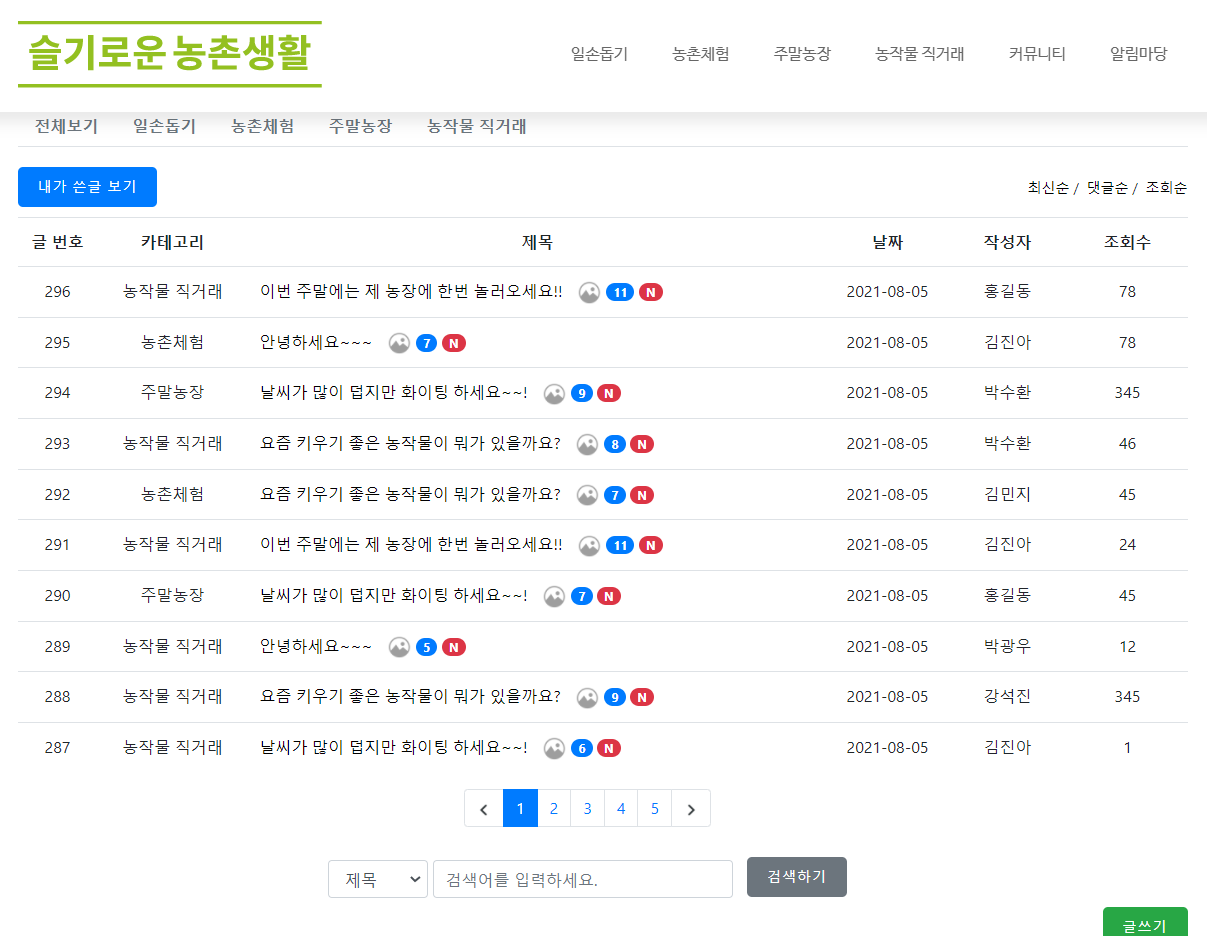 슬기로운 농촌생활
일손돕기 농촌체험 주말농장 농작물 직거래 커뮤니티 알림마당
전체보기 일손돕기 농촌체험 주말농장 농작물 직거래
내가 쓴글 보기 최신순 / 댓글순 / 조회순
글 번호 카테고리 제목 날짜 작성자 조회수
296 농작물 직거래 이번 주말에는 제 농장에 한번 놀러오세요!! 11 N 2021-08-05 홍길동 78
295 농촌체험 안녕하세요~~~ 7 N 2021-08-05 김진아 78
294 주말농장 날씨가 많이 덥지만 화이팅 하세요~~! 9 N 2021-08-05 박수환 345
293 농작물 직거래 요즘 키우기 좋은 농작물이 뭐가 있을까요? 8 N 2021-08-05 박수환 46
292 농촌체험 요즘 키우기 좋은 농작물이 뭐가 있을까요? 7 N 2021-08-05 김민지 45
291 농작물 직거래 이번 주말에는 제 농장에 한번 놀러오세요!! 11 N 2021-08-05 김진아 24
290 주말농장 날씨가 많이 덥지만 화이팅 하세요~~! 7 N 2021-08-05 홍길동 45
289 농작물 직거래 안녕하세요~~~ 5 N 2021-08-05 박광우 12
288 농작물 직거래 요즘 키우기 좋은 농작물이 뭐가 있을까요? 9 N 2021-08-05 강석진 345
287 농작물 직거래 날씨가 많이 덥지만 화이팅 하세요~~! 6 N 2021-08-05 김진아 1
1 2 3 4 5
제목 검색어를 입력하세요. 검색하기
글쓰기